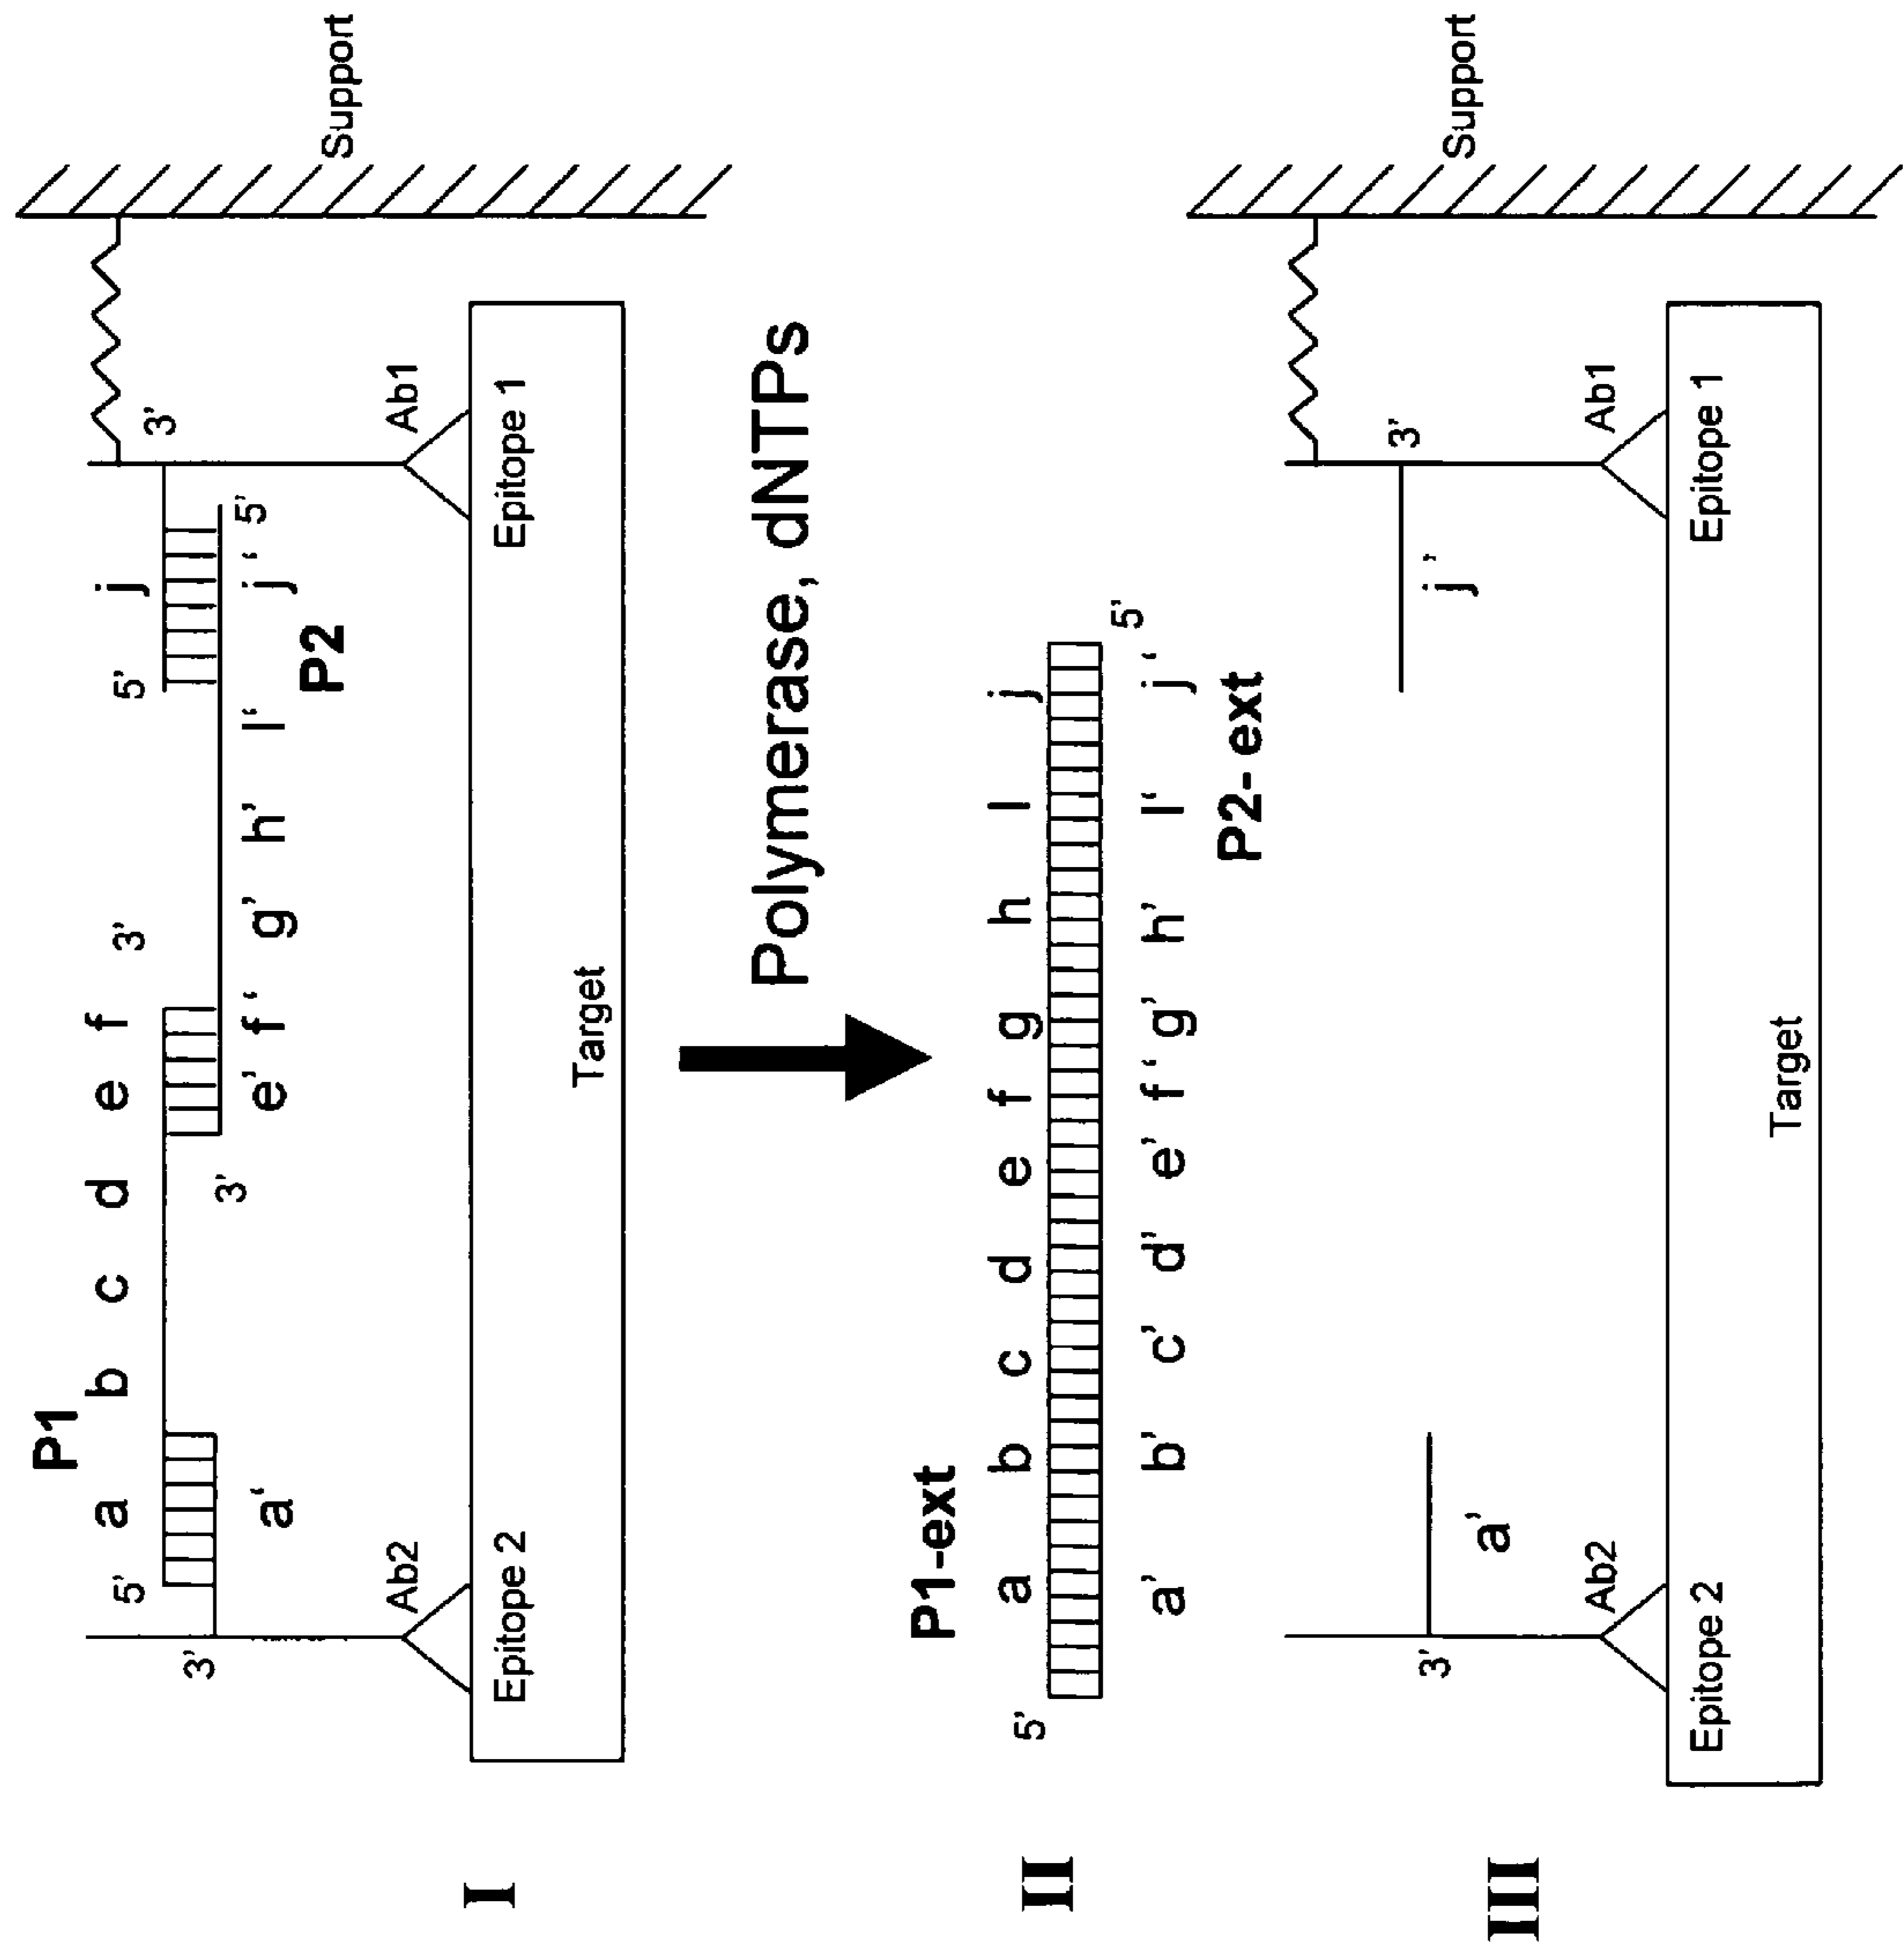 P1
a b c d e f j
5' 3' 5'
3'
3' 3' 5'
a‘ e’ f‘ g’ h’ I‘ j‘
P2
Support
Ab2 Ab1
I Epitope 2 Epitope 1
Target
Polymerase, dNTPs
P1-ext
a b c d e f g h I j
5'
II
5'
a’ b’ c’ d’ e’ f‘ g’ h’ I‘ j‘
P2- ext
3'
3' j’ Support
a’
III
Ab2 Ab1
Epitope 2 Epitope 1
Target